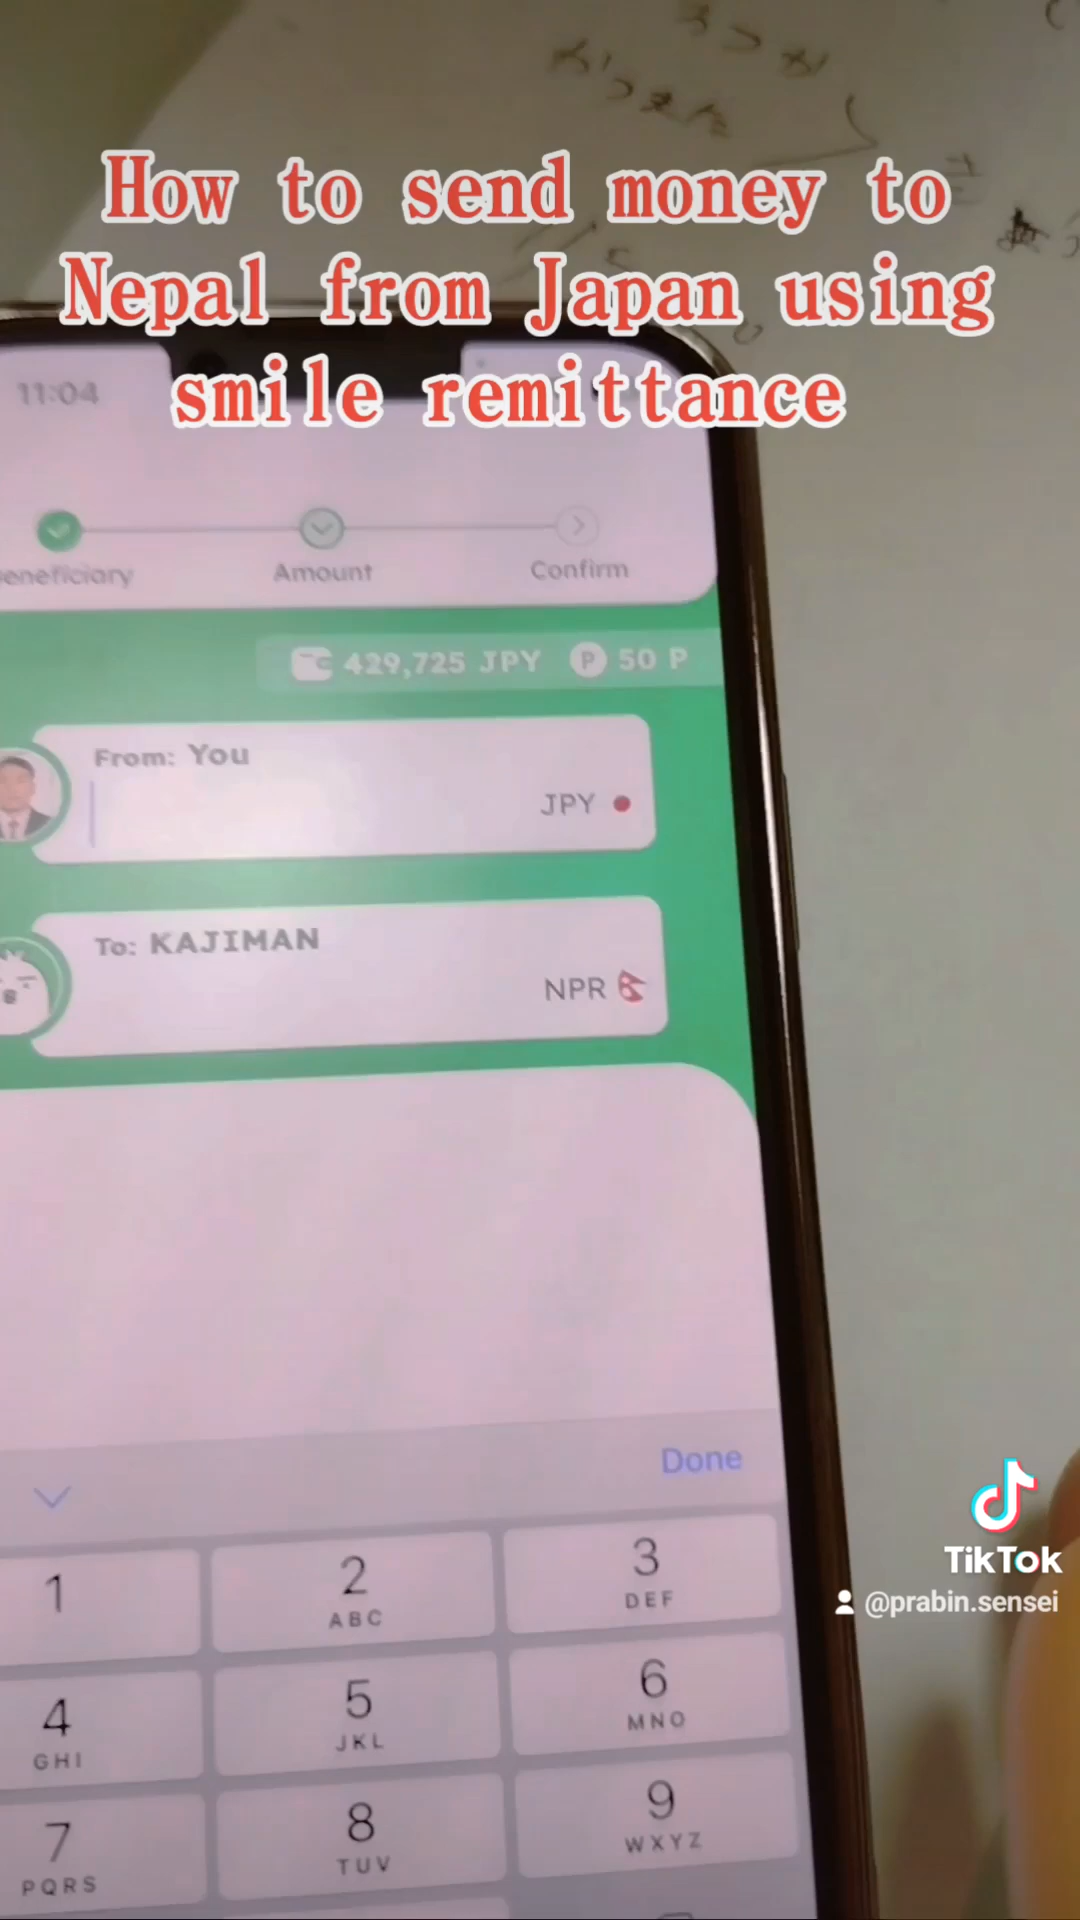 How to send money to
Nepal from Japan using
smile remittance
11:04
eneficiary
Amount
Confirm
429,725 JPY P 50 P
From: You
JPY
To: KAJIMAN
NPR
Done
1
2
ABC
3
DEF
4
GHI
5
JKL
6
MNO
7
PQRS
8
TUV
9
WXYZ
TikTok
@prabin.sensei